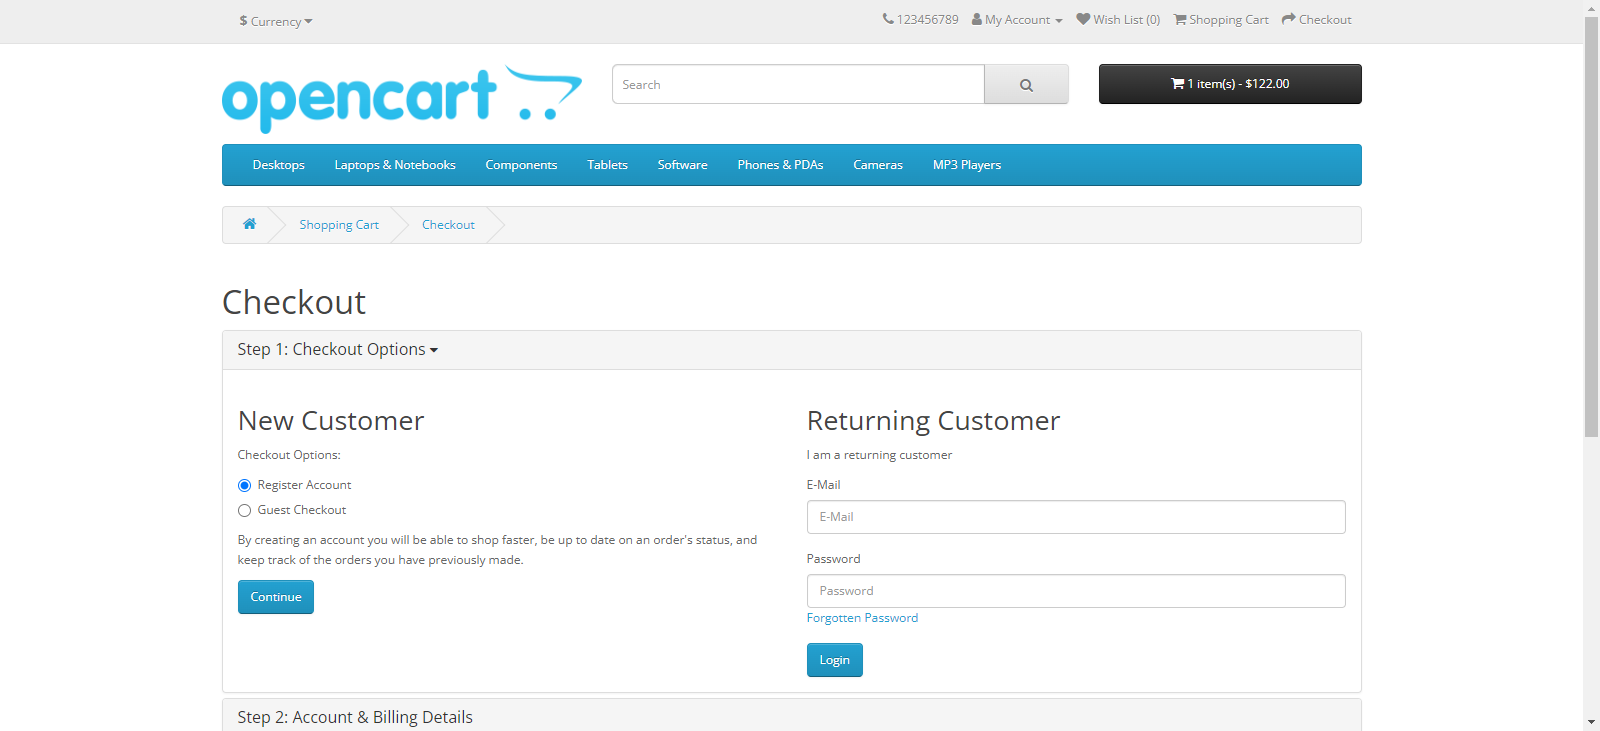 $ Currency
123456789 My Account Wish List (0) Shopping Cart Checkout
opencart
Search
1 item(s) - $122.00
Desktops Laptops & Notebooks Components Tablets Software Phones & PDAs Cameras MP3 Players
Shopping Cart Checkout
Checkout
Step 1: Checkout Options
New Customer
Checkout Options:
Register Account
Guest Checkout
By creating an account you will be able to shop faster, be up to date on an order's status, and
keep track of the orders you have previously made.
Continue
Returning Customer
I am a returning customer
E-Mail
E-Mail
Password
Password
Forgotten Password
Login
Step 2: Account & Billing Details